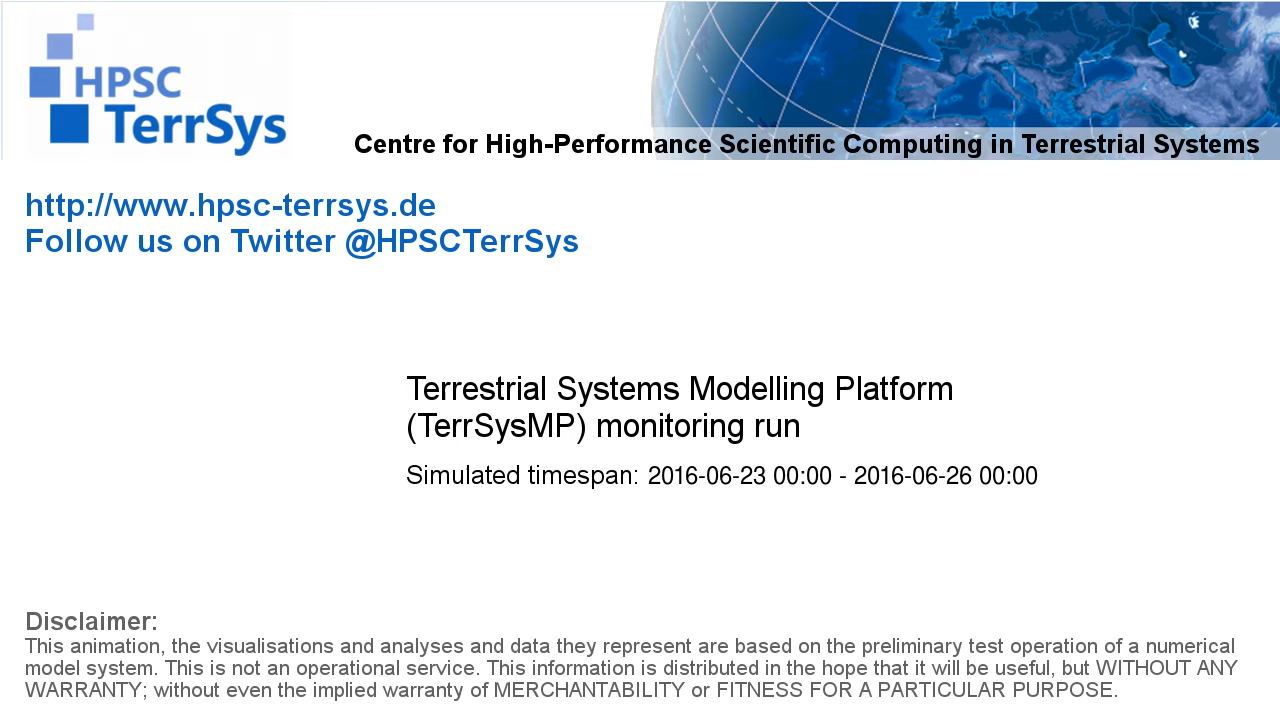 HPSC
TerrSys
Centre for High-Performance Scientific Computing in Terrestrial Systems
http://www.hpsc-terrsys.de
Follow us on Twitter @HPSCTerrSys
Terrestrial Systems Modelling Platform
(TerrSysMP) monitoring run
Simulated timespan: 2016-06-23 00:00 - 2016-06-26 00:00
Disclaimer:
This animation, the visualisations and analyses and data they represent are based on the preliminary test operation of a numerical
model system. This is not an operational service. This information is distributed in the hope that it will be useful, but WITHOUT ANY
WARRANTY; without even the implied warranty of MERCHANTABILITY or FITNESS FOR A PARTICULAR PURPOSE.